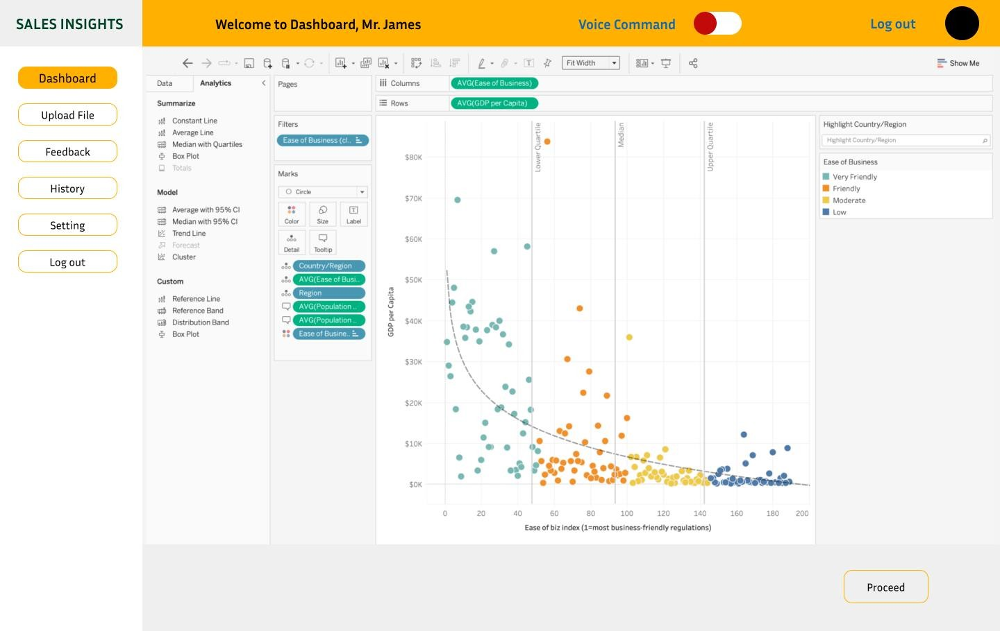 SALES INSIGHTS
Welcome to Dashboard, Mr. James
Voice Command
Log out
Dashboard
Upload File
Feedback
History
Setting
Log out
Fit Width
Show Me
Data
Analytics
Summarize
Constant Line
Average Line
Median with Quartiles
Box Plot
Totals
Model
Average with 95% CI
Median with 95% CI
Trend Line
Forecast
Cluster
Custom
Reference Line
Reference Band
Distribution Band
Box Plot
Pages
Filters
Ease of Business (cl..
Marks
Circle
Color
Size
Label
Detail
Tooltip
Country/Region
AVG(Ease of Busi..
Region
AVG(Population ..
AVG(Population ..
Ease of Busine..
Columns
AVG(Ease of Business)
Rows
AVG(GDP per Capita)
Lower Quartile
Median
Upper Quartile
$80K
$70K
$60K
$50K
$40K
$30K
$20K
$10K
$0K
GDP per Capita
0 20 40 60 80 100 120 140 160 180 200
Ease of biz index (1=most business-friendly regulations)
Highlight Country/Region
Highlight Country/Region
Ease of Business
Very Friendly
Friendly
Moderate
Low
Proceed